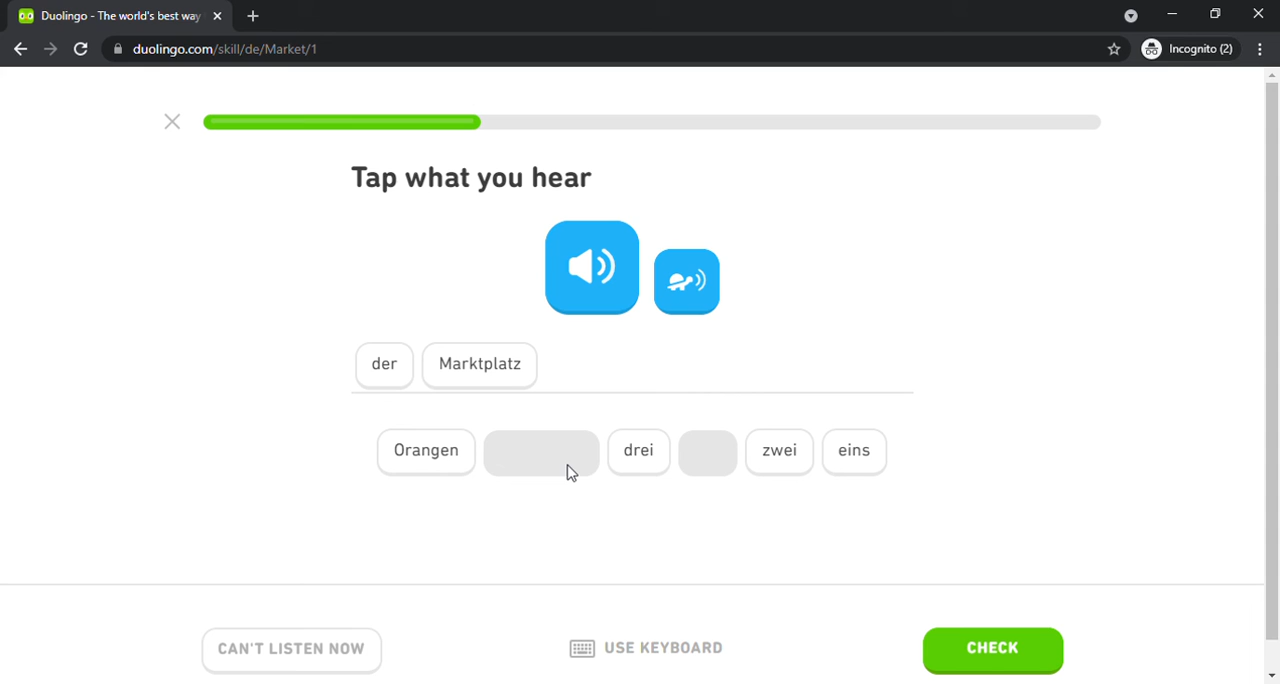 Duolingo - The world's best way
duolingo.com/skill/de/Market/1
Incognito (2)
Tap what you hear
der Marktplatz
Orangen drei zwei eins
CAN'T LISTEN NOW USE KEYBOARD CHECK